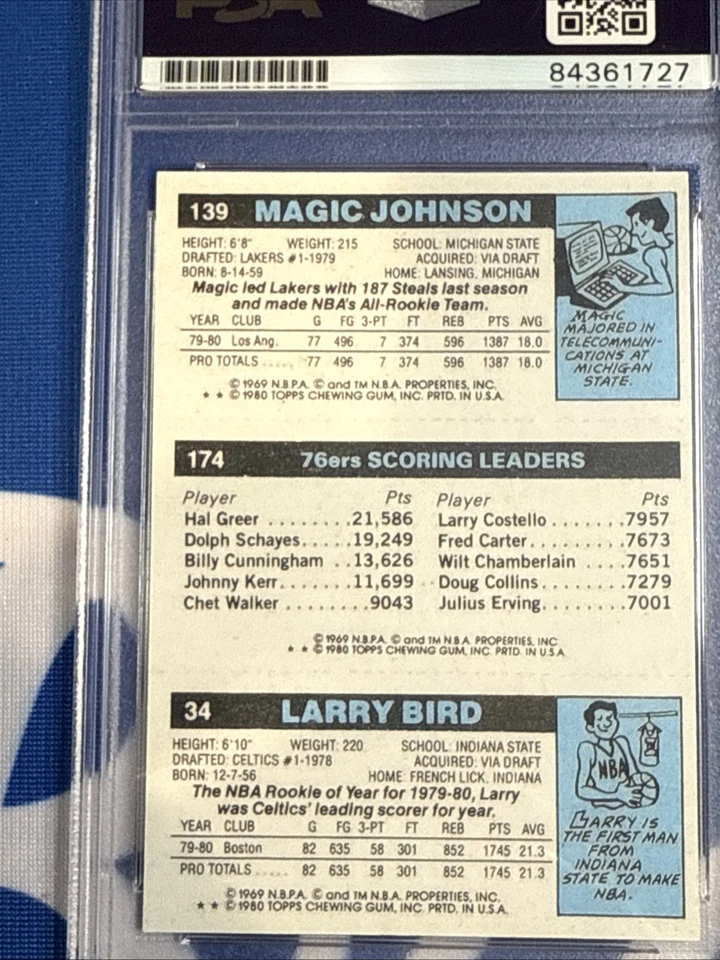 PSA
84361727
139 MAGIC JOHNSON
HEIGHT: 6'8" WEIGHT: 215 SCHOOL: MICHIGAN STATE
DRAFTED: LAKERS #1-1979 ACQUIRED: VIA DRAFT
BORN: 8-14-59 HOME: LANSING, MICHIGAN
Magic led Lakers with 187 Steals last season
and made NBA's All-Rookie Team.
YEAR CLUB G FG 3-PT FT REB PTS AVG
79-80 Los Ang. 77 496 7 374 596 1387 18.0
PRO TOTALS ..... 77 496 7 374 596 1387 18.0
© 1969 N.B.P.A. © and TM N.B.A. PROPERTIES, INC.
★ ★ © 1980 TOPPS CHEWING GUM, INC. PRTD. IN U.S.A.
MAGIC
MAJORED IN
TELECOMMUNI-
CATIONS AT
MICHIGAN
STATE.
174 76ers SCORING LEADERS
Player Pts Player Pts
Hal Greer ........21,586 Larry Costello .......7957
Dolph Schayes.....19,249 Fred Carter..........7673
Billy Cunningham ..13,626 Wilt Chamberlain ....7651
Johnny Kerr.......11,699 Doug Collins ........7279
Chet Walker ........9043 Julius Erving........7001
© 1969 N.B.P.A. © and TM N.B.A. PROPERTIES, INC
★ ★ © 1980 TOPPS CHEWING GUM, INC. PRTD. IN U.S.A
34 LARRY BIRD
HEIGHT: 6'10" WEIGHT: 220 SCHOOL: INDIANA STATE
DRAFTED: CELTICS #1-1978 ACQUIRED: VIA DRAFT
BORN: 12-7-56 HOME: FRENCH LICK, INDIANA
The NBA Rookie of Year for 1979-80, Larry
was Celtics' leading scorer for year.
YEAR CLUB G FG 3-PT FT REB PTS AVG
79-80 Boston 82 635 58 301 852 1745 21.3
PRO TOTALS ..... 82 635 58 301 852 1745 21.3
© 1969 N.B.P.A. © and TM N.B.A. PROPERTIES, INC.
★ ★ © 1980 TOPPS CHEWING GUM, INC. PRTD. IN U.S.A.
NBA
LARRY IS
THE FIRST MAN
FROM
INDIANA
STATE TO MAKE
NBA.